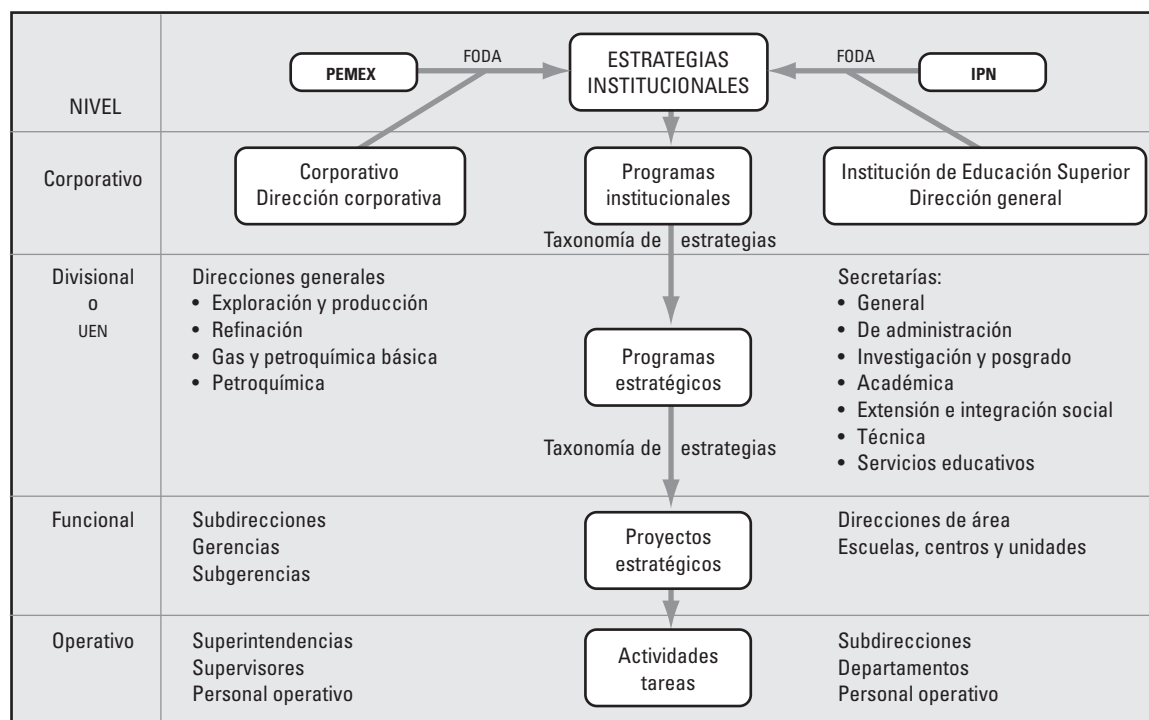 PEMEX
FODA
ESTRATEGIAS
INSTITUCIONALES
FODA
IPN
NIVEL
Corporativo
Corporativo
Dirección corporativa
Programas
institucionales
Institución de Educación Superior
Dirección general
Taxonomía de estrategias
Divisional
o
UEN
Direcciones generales
• Exploración y producción
• Refinación
• Gas y petroquímica básica
• Petroquímica
Programas
estratégicos
Secretarías:
• General
• De administración
• Investigación y posgrado
• Académica
• Extensión e integración social
• Técnica
• Servicios educativos
Taxonomía de estrategias
Funcional
Subdirecciones
Gerencias
Subgerencias
Proyectos
estratégicos
Direcciones de área
Escuelas, centros y unidades
Operativo
Superintendencias
Supervisores
Personal operativo
Actividades
tareas
Subdirecciones
Departamentos
Personal operativo